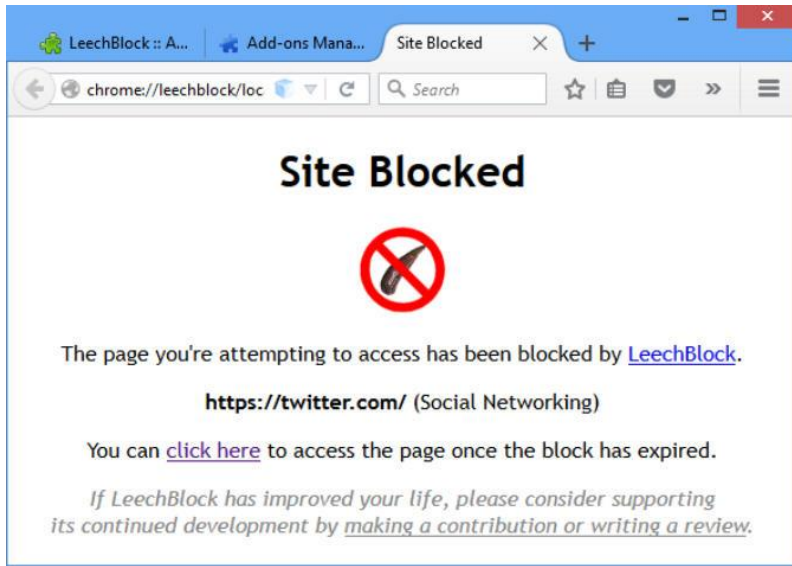 LeechBlock :: A...
Add-ons Mana...
Site Blocked
chrome://leechblock/loc
Search
Site Blocked
The page you're attempting to access has been blocked by LeechBlock.
https://twitter.com/ (Social Networking)
You can click here to access the page once the block has expired.
If LeechBlock has improved your life, please consider supporting
its continued development by making a contribution or writing a review.